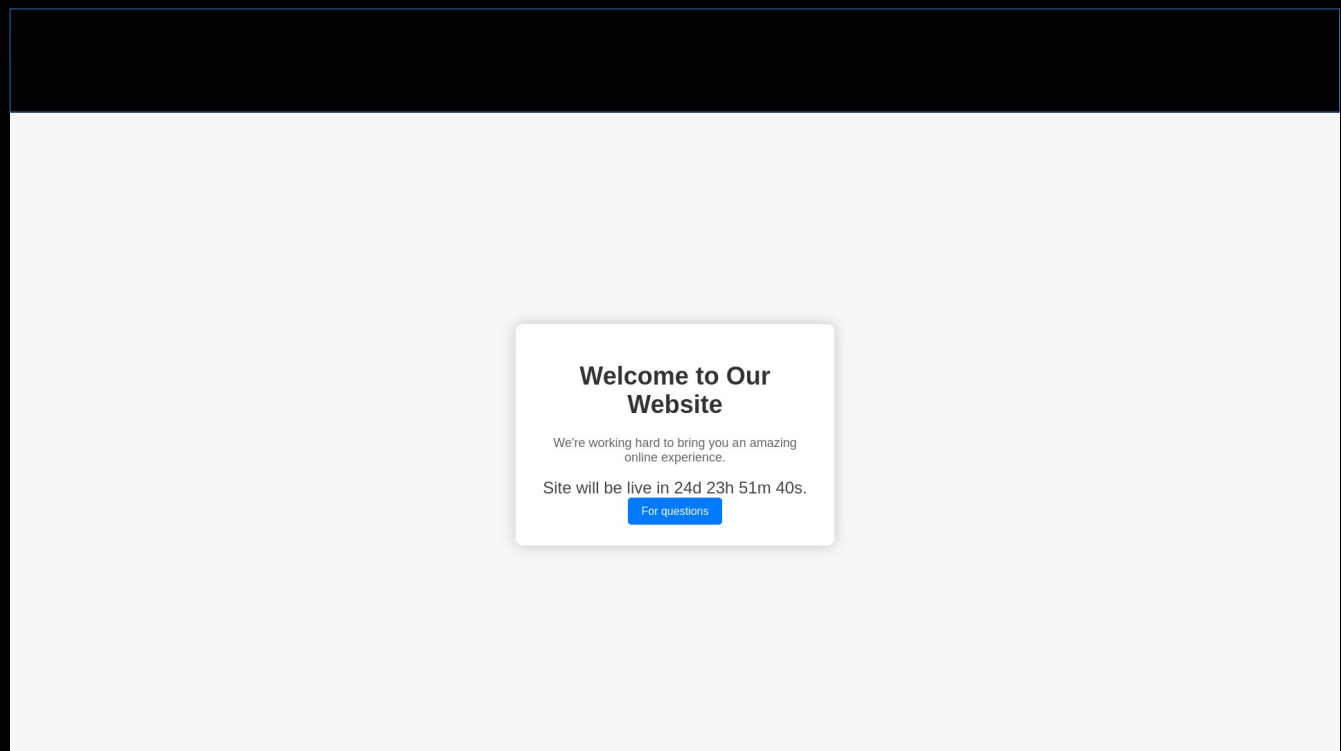 Welcome to Our
Website
We're working hard to bring you an amazing
online experience.
Site will be live in 24d 23h 51m 40s.
For questions